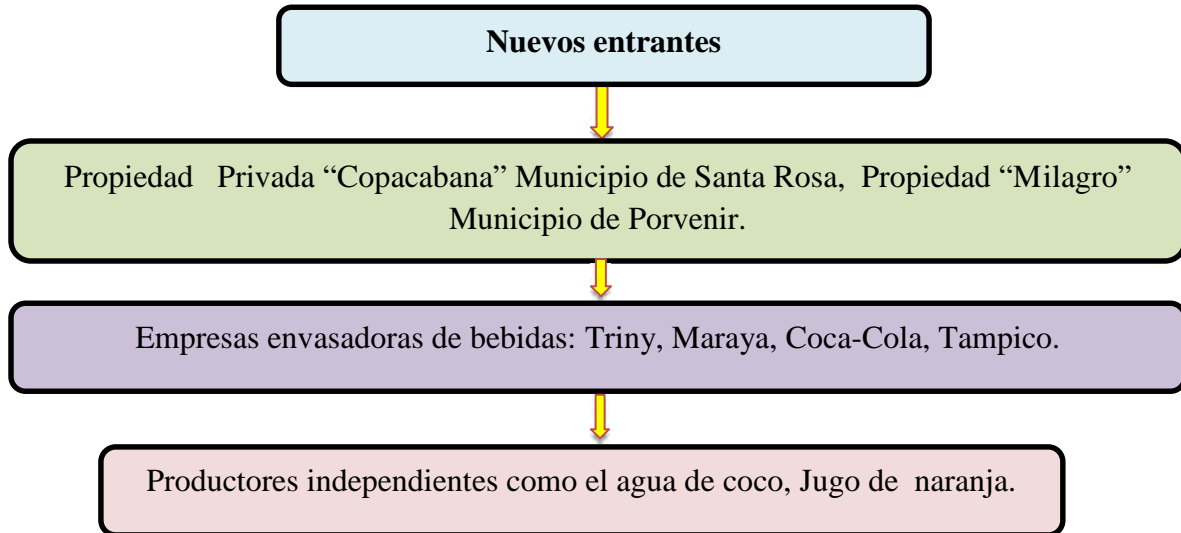 Nuevos entrantes
Propiedad Privada “Copacabana” Municipio de Santa Rosa, Propiedad “Milagro”
Municipio de Porvenir.
Empresas envasadoras de bebidas: Triny, Maraya, Coca-Cola, Tampico.
Productores independientes como el agua de coco, Jugo de naranja.